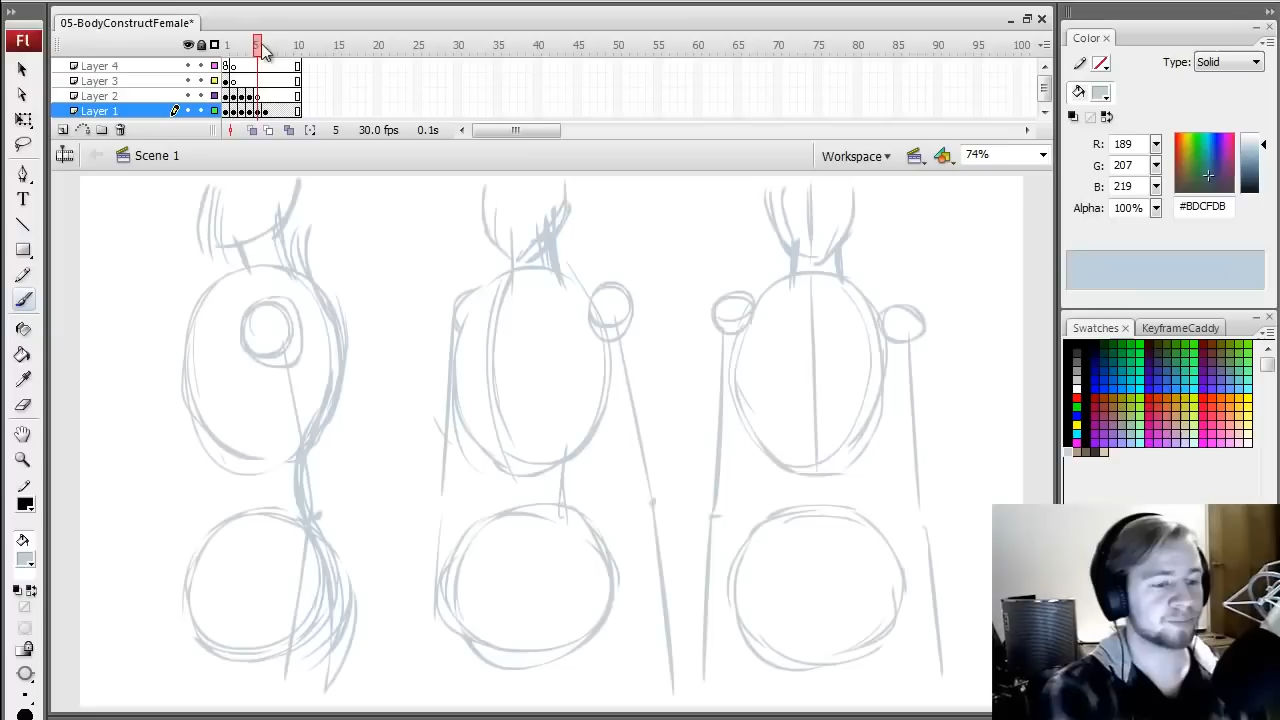 05-BodyConstructFemale*
Fl
1 5 10 15 20 25 30 35 40 45 50 55 60 65 70 75 80 85 90 95 100
Layer 4
Layer 3
Layer 2
Layer 1
5 30.0 fps 0.1s
Scene 1
Workspace
74%
Color
Type: Solid
R: 189
G: 207
B: 219
Alpha: 100%
#BDCFDB
Swatches
KeyframeCaddy
T